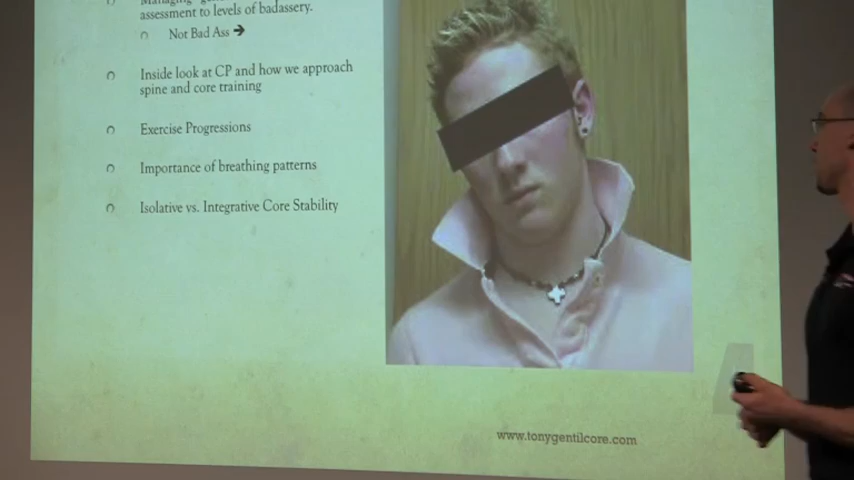 assessment to levels of badassery.
Not Bad Ass →
Inside look at CP and how we approach
spine and core training
Exercise Progressions
Importance of breathing patterns
Isolative vs. Integrative Core Stability
www.tonygentilcore.com